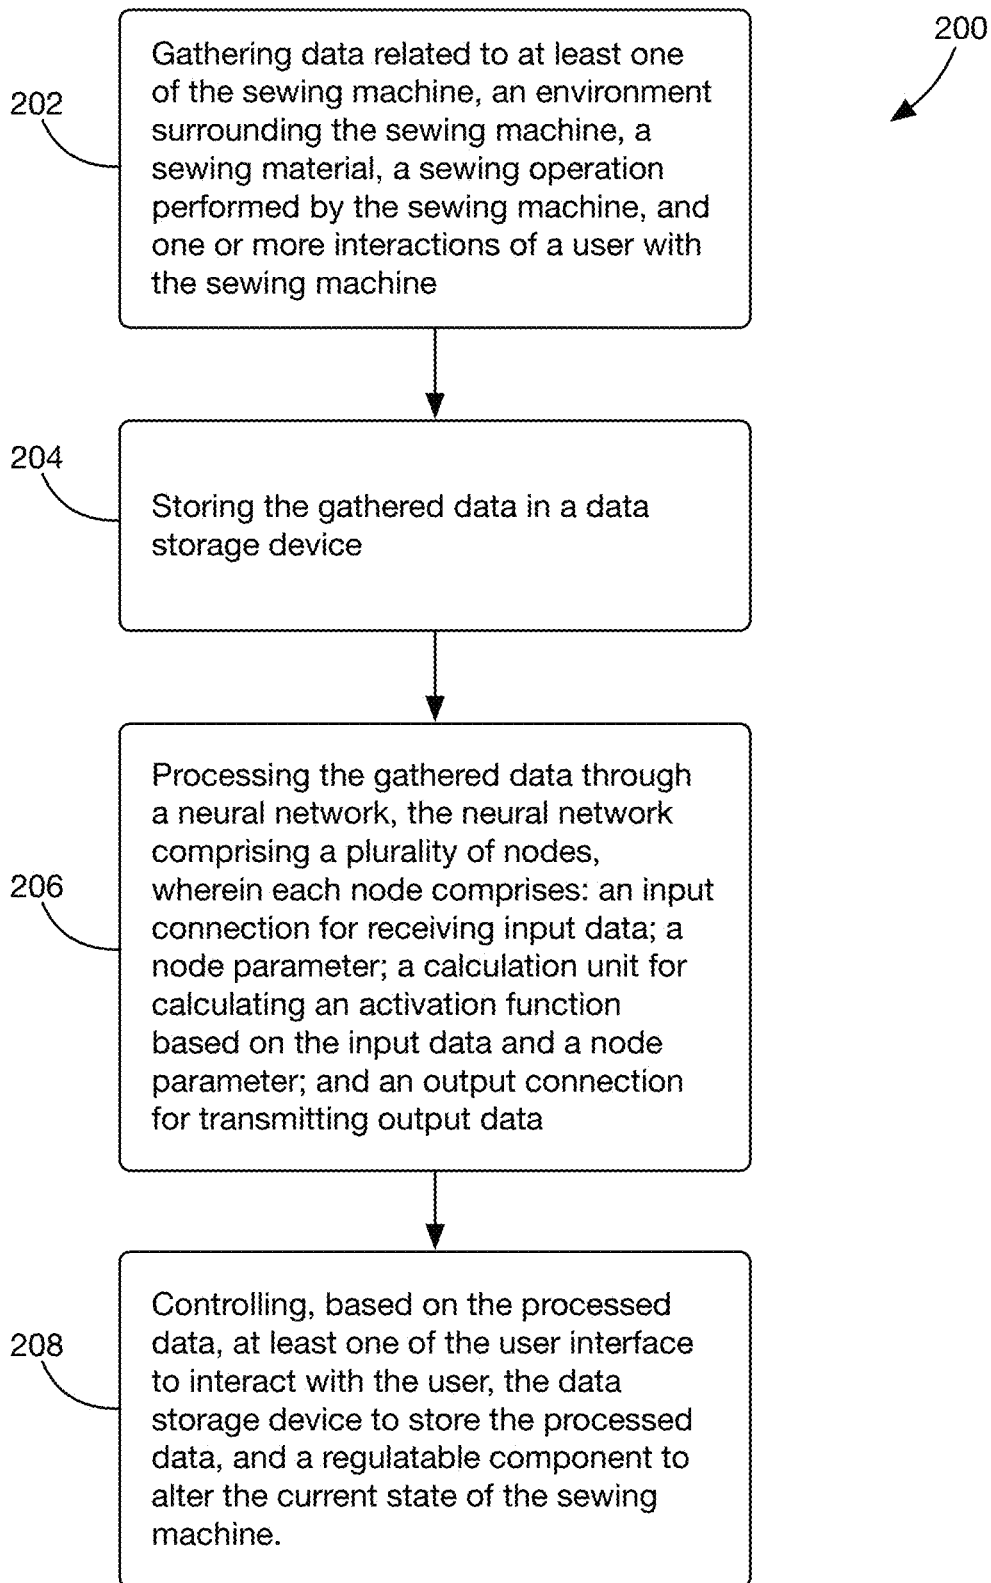 200
202
Gathering data related to at least one
of the sewing machine, an environment
surrounding the sewing machine, a
sewing material, a sewing operation
performed by the sewing machine, and
one or more interactions of a user with
the sewing machine
204
Storing the gathered data in a data
storage device
206
Processing the gathered data through
a neural network, the neural network
comprising a plurality of nodes,
wherein each node comprises: an input
connection for receiving input data; a
node parameter; a calculation unit for
calculating an activation function
based on the input data and a node
parameter; and an output connection
for transmitting output data
208
Controlling, based on the processed
data, at least one of the user interface
to interact with the user, the data
storage device to store the processed
data, and a regulatable component to
alter the current state of the sewing
machine.